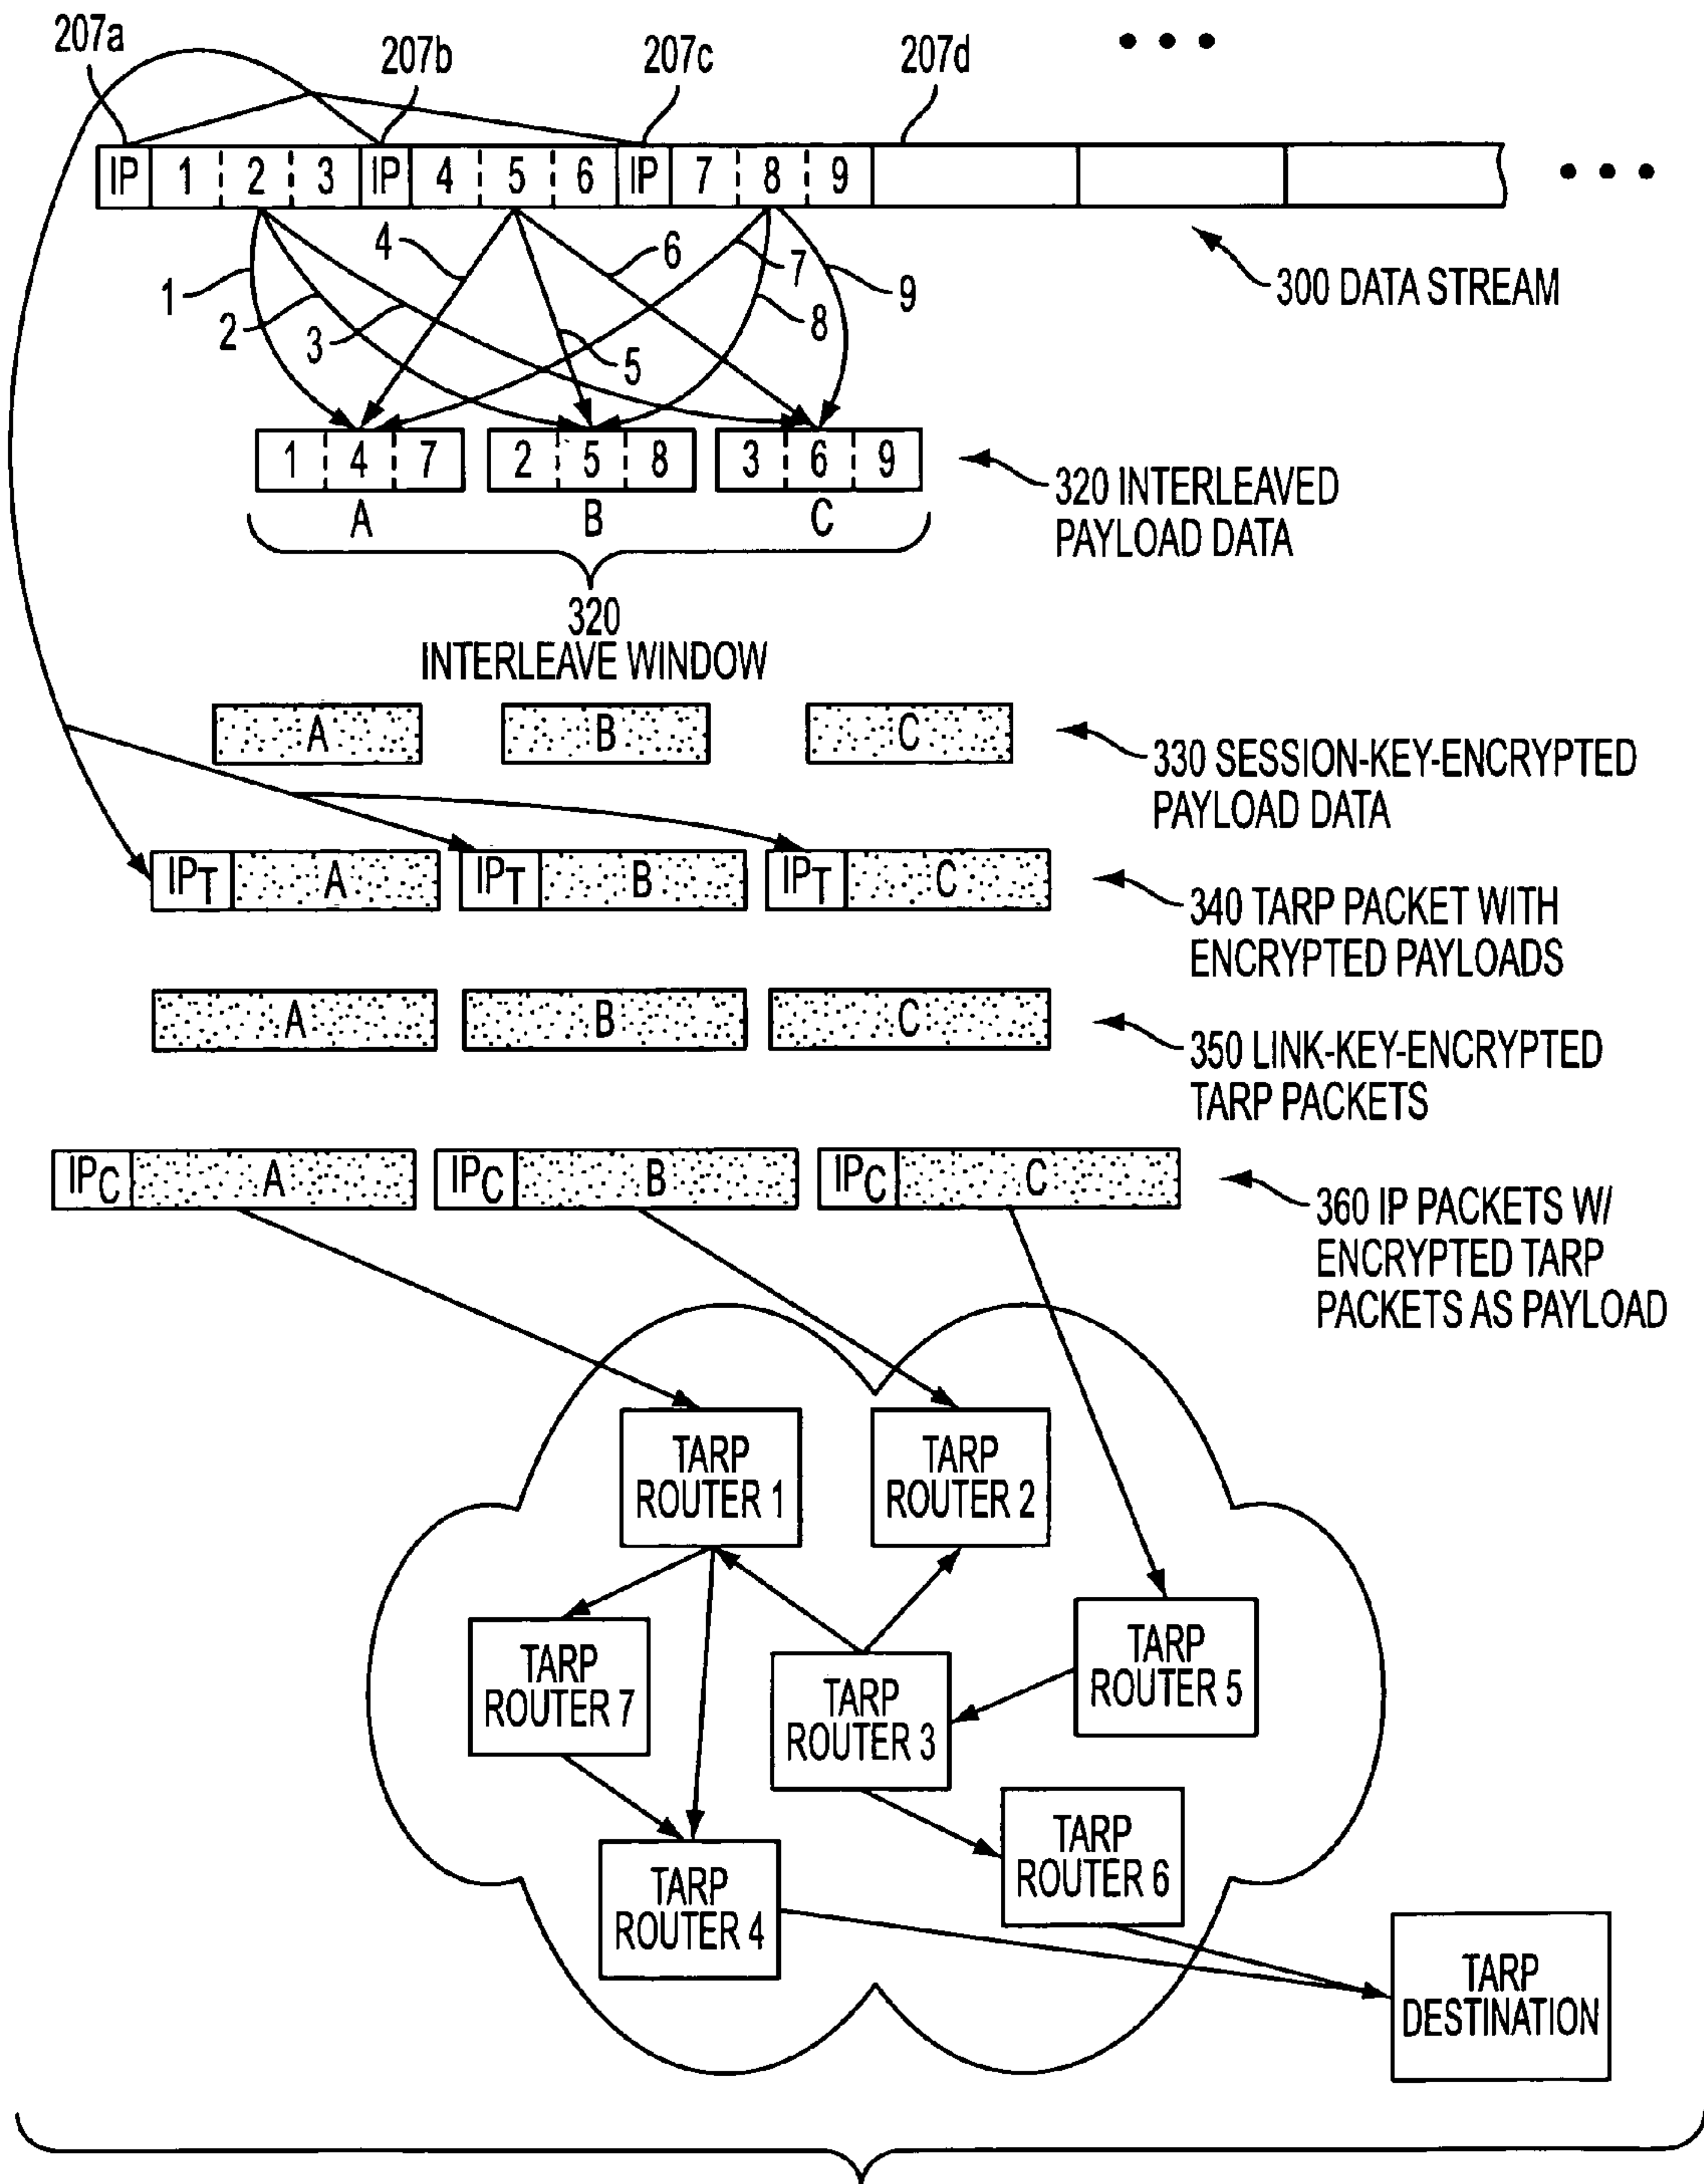 207a
207b
207c
207d
• • •
IP 1 2 3 IP 4 5 6 IP 7 8 9
• • •
300 DATA STREAM
1
2
3
4
5
6
7
8
9
1 4 7
2 5 8
3 6 9
A
B
C
320 INTERLEAVED
PAYLOAD DATA
320
INTERLEAVE WINDOW
A
B
C
330 SESSION-KEY-ENCRYPTED
PAYLOAD DATA
IPT A
IPT B
IPT C
340 TARP PACKET WITH
ENCRYPTED PAYLOADS
A
B
C
350 LINK-KEY-ENCRYPTED
TARP PACKETS
IPC A
IPC B
IPC C
360 IP PACKETS W/
ENCRYPTED TARP
PACKETS AS PAYLOAD
TARP
ROUTER 1
TARP
ROUTER 2
TARP
ROUTER 7
TARP
ROUTER 3
TARP
ROUTER 5
TARP
ROUTER 4
TARP
ROUTER 6
TARP
DESTINATION